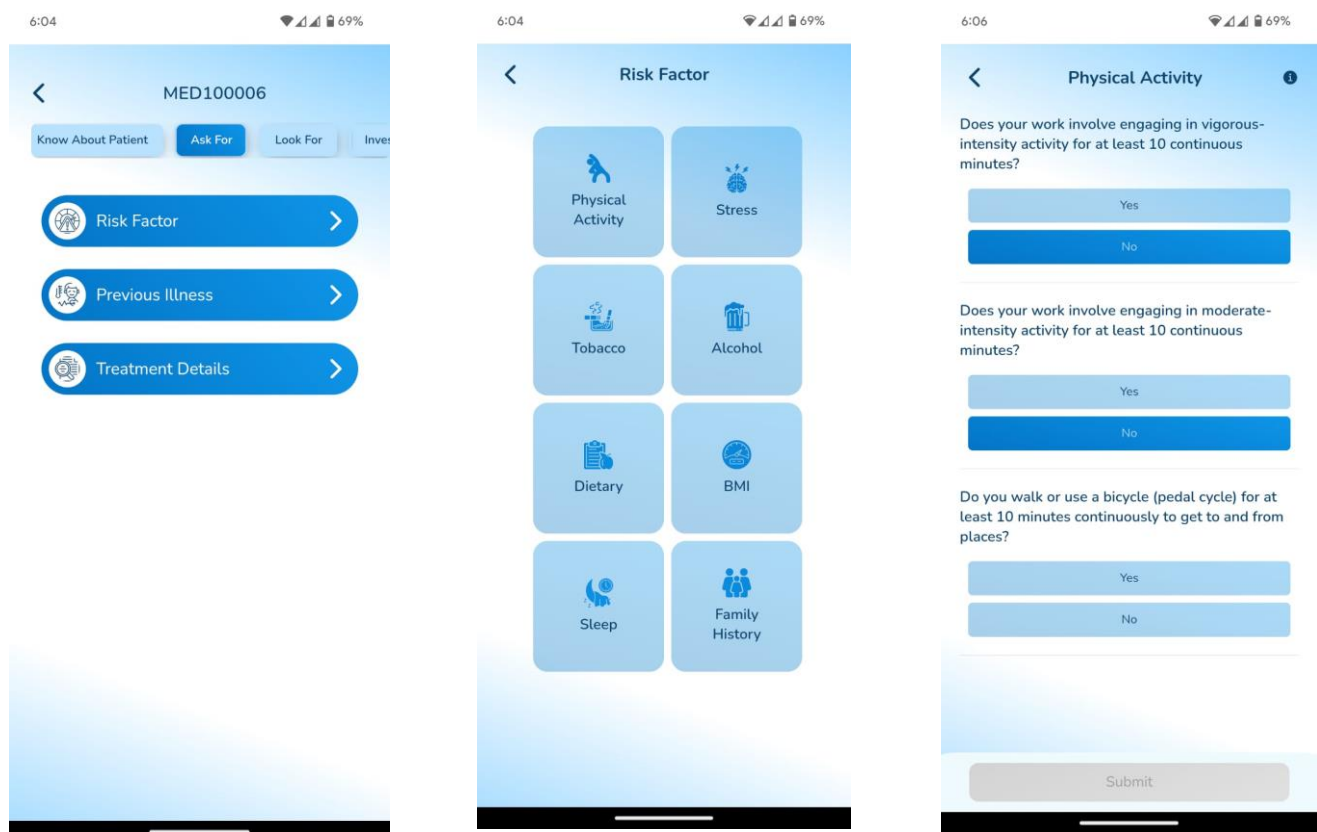 6:04
69%
MED100006
Know About Patient
Ask For
Look For
Inves
Risk Factor
Previous Illness
Treatment Details
6:04
69%
Risk Factor
Physical
Activity
Stress
Tobacco
Alcohol
Dietary
BMI
Sleep
Family
History
6:06
69%
Physical Activity
Does your work involve engaging in vigorous-
intensity activity for at least 10 continuous
minutes?
Yes
No
Does your work involve engaging in moderate-
intensity activity for at least 10 continuous
minutes?
Yes
No
Do you walk or use a bicycle (pedal cycle) for at
least 10 minutes continuously to get to and from
places?
Yes
No
Submit